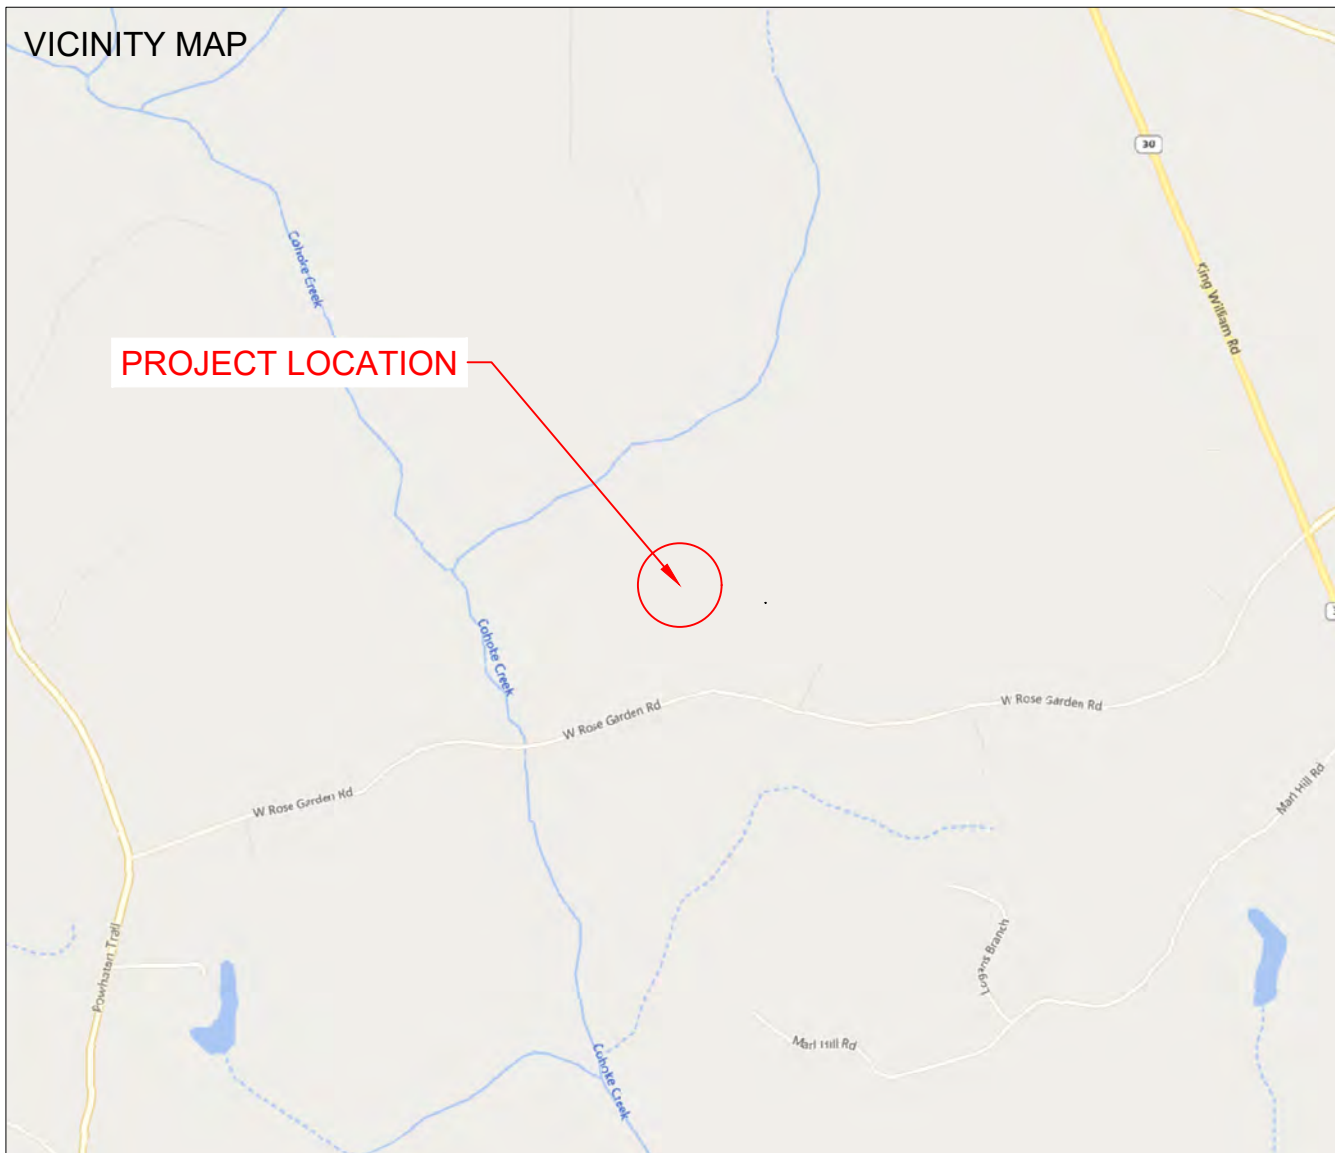 VICINITY MAP
30
Cohoke Creek
King William Rd
PROJECT LOCATION
Cohoke Creek
W Rose Garden Rd
W Rose Garden Rd
W Rose Garden Rd
Marl Hill Rd
Powhatan Trail
Logans Branch
Marl Hill Rd
Cohoke Creek